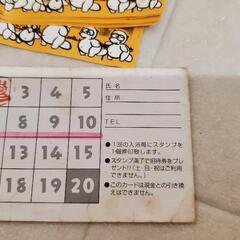 3 4 5
8 9 10
13 14 15
18 19 20
氏名
住所
TEL
●1回の入浴毎にスタンプを
1個押印致します。
●スタンプ満了で招待券をプレ
ゼント!!(土・日・祝はご利用
できません。)
●このカードは現金との引き換
えはできません。